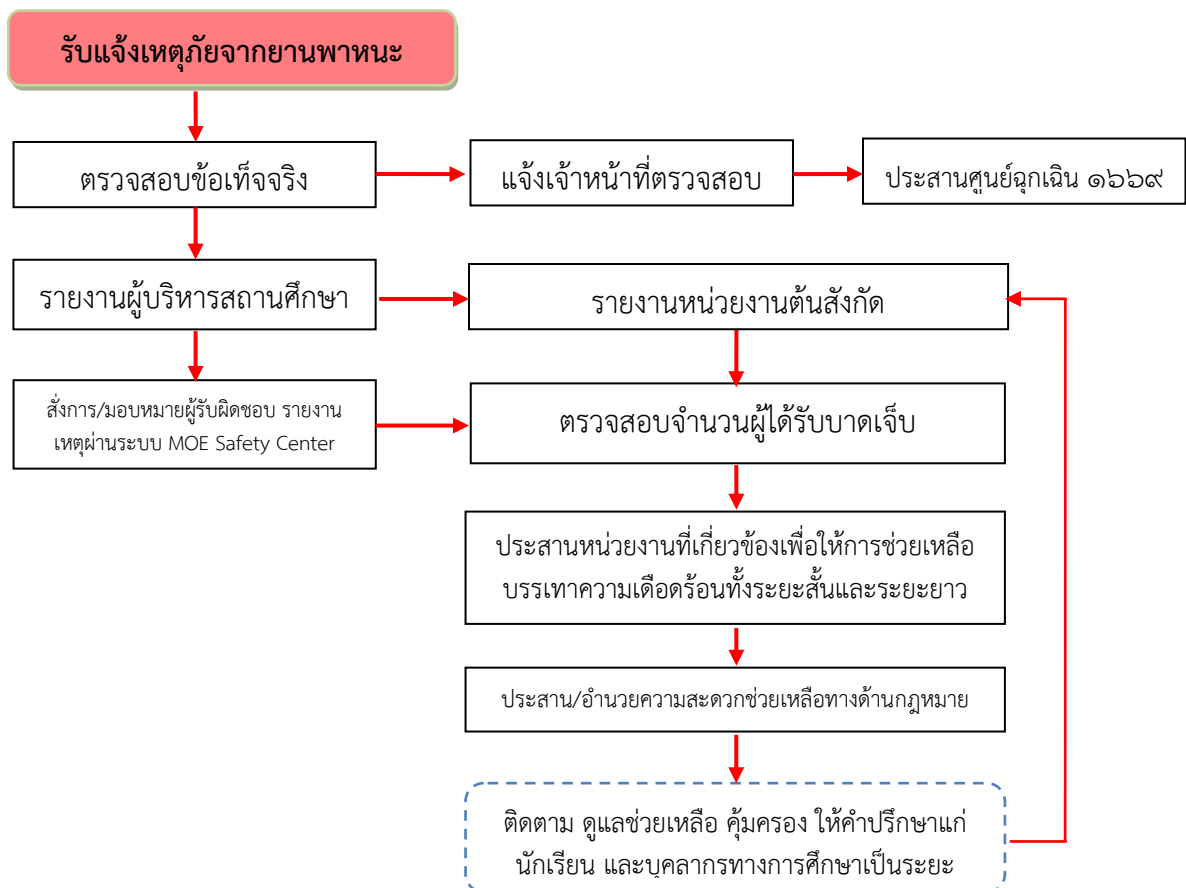 รับแจ้งเหตุภัยจากยานพาหนะ
ตรวจสอบข้อเท็จจริง
แจ้งเจ้าหน้าที่ตรวจสอบ
ประสานศูนย์ฉุกเฉิน ๑๖๖๙
รายงานผู้บริหารสถานศึกษา
รายงานหน่วยงานต้นสังกัด
สั่งการ/มอบหมายผู้รับผิดชอบ รายงาน
เหตุผ่านระบบ MOE Safety Center
ตรวจสอบจำนวนผู้ได้รับบาดเจ็บ
ประสานหน่วยงานที่เกี่ยวข้องเพื่อให้การช่วยเหลือ
บรรเทาความเดือดร้อนทั้งระยะสั้นและระยะยาว
ประสาน/อำนวยความสะดวกช่วยเหลือทางด้านกฎหมาย
ติดตาม ดูแลช่วยเหลือ คุ้มครอง ให้คำปรึกษาแก่
นักเรียน และบุคลากรทางการศึกษาเป็นระยะ